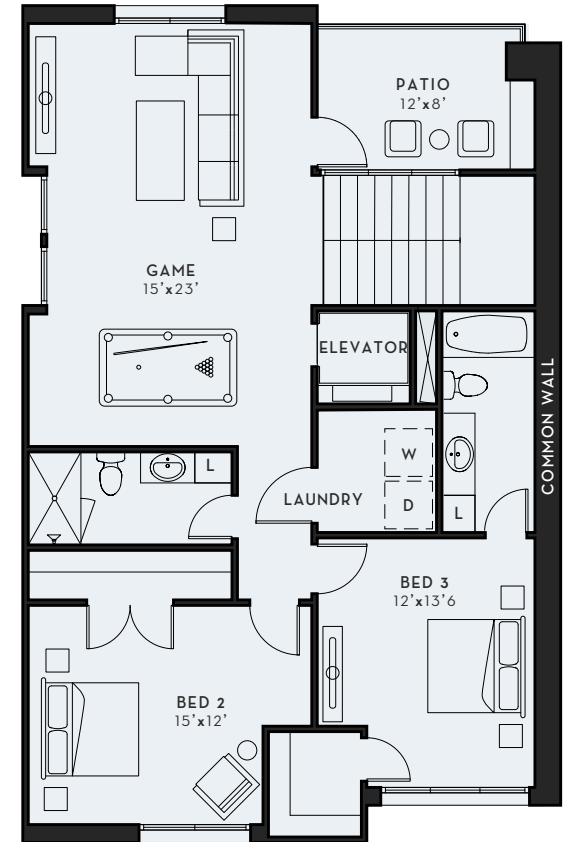 PATIO
12'x8'
GAME
15'x23'
ELEVATOR
COMMON WALL
W
L
LAUNDRY
D
L
BED 3
12'x13'6
BED 2
15'x12'